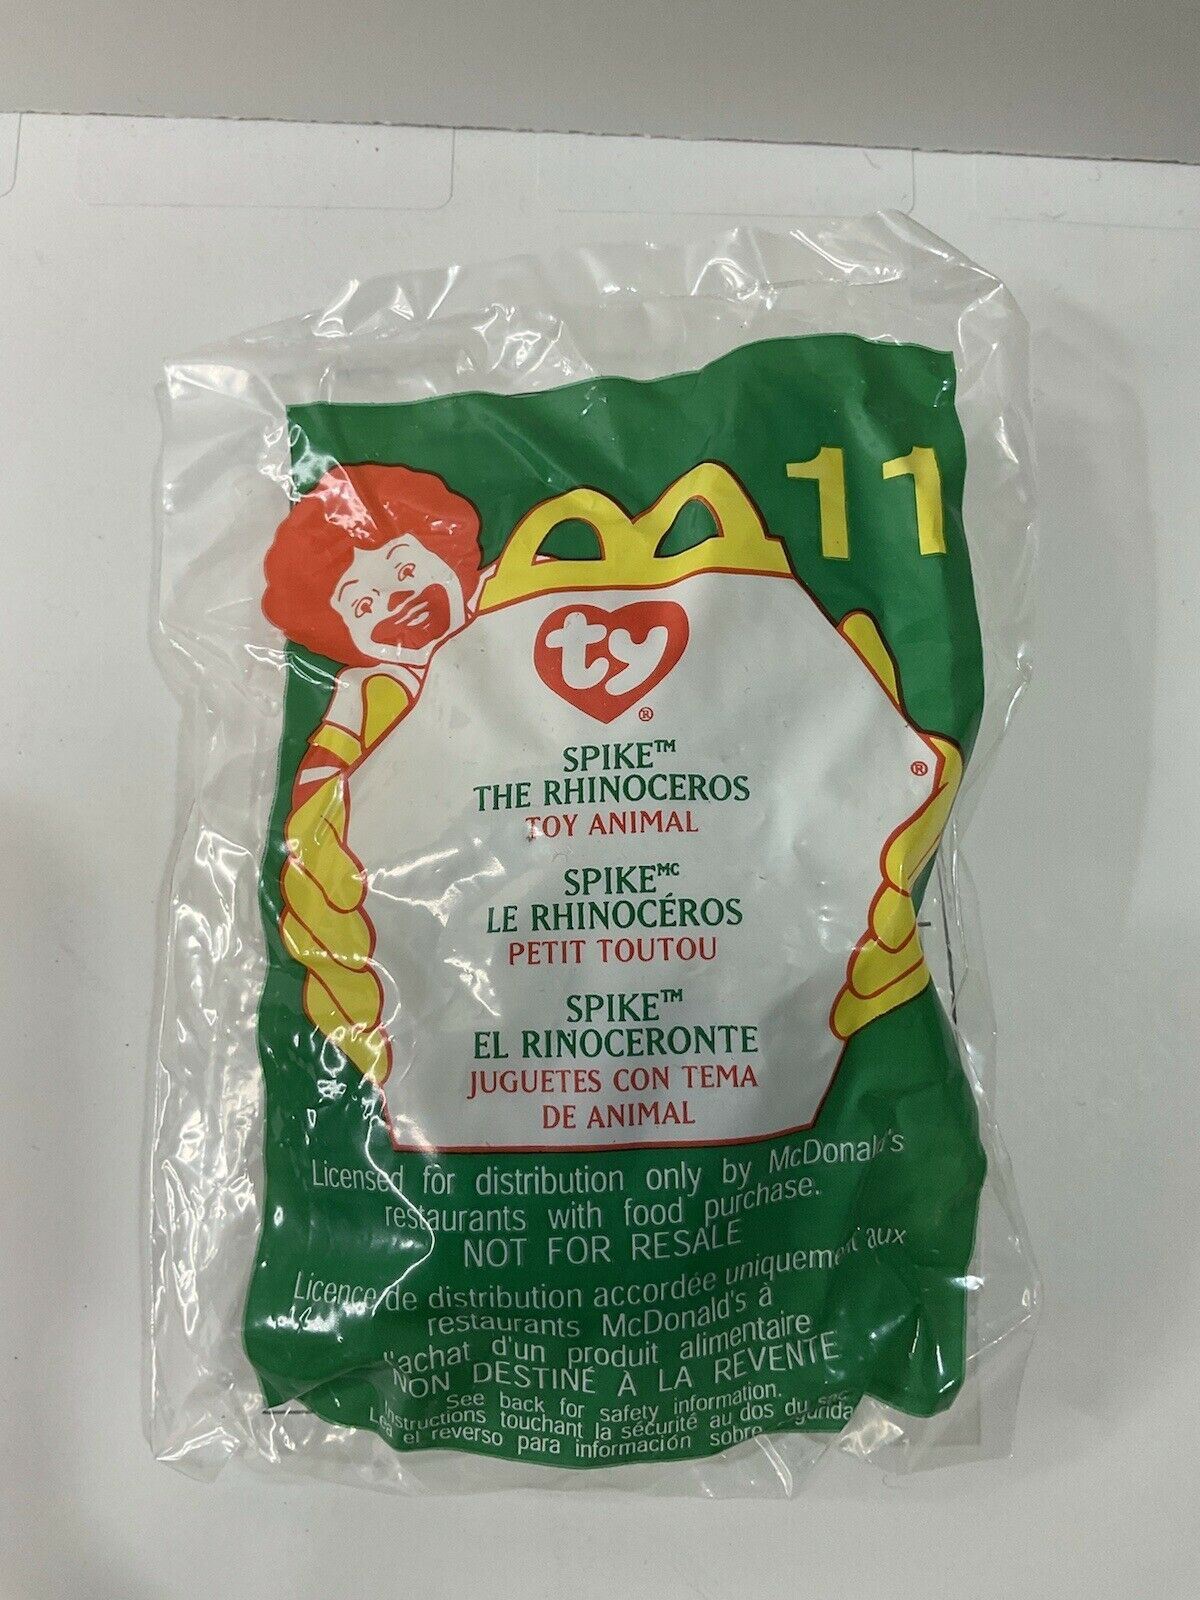 11
ty
®
SPIKE™
THE RHINOCEROS
TOY ANIMAL
®
SPIKEᴹᶜ
LE RHINOCÉROS
PETIT TOUTOU
SPIKE™
EL RINOCERONTE
JUGUETES CON TEMA
DE ANIMAL
Licensed for distribution only by McDonald's
restaurants with food purchase.
NOT FOR RESALE
Licence de distribution accordée uniquement aux
restaurants McDonald's à
l'achat d'un produit alimentaire
NON DESTINÉ À LA REVENTE
See back for safety information.
Instructions touchant la sécurité au dos du sac
Lea el reverso para información sobre